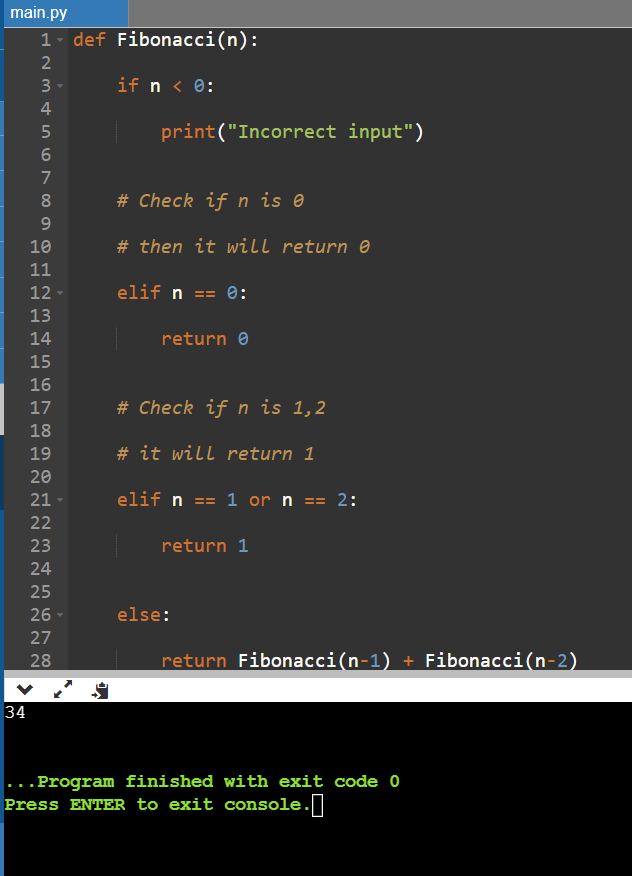 main.py
1 def Fibonacci(n):
2
3 if n < 0:
4
5 print("Incorrect input")
6
7
8 # Check if n is 0
9
10 # then it will return 0
11
12 elif n == 0:
13
14 return 0
15
16
17 # Check if n is 1,2
18
19 # it will return 1
20
21 elif n == 1 or n == 2:
22
23 return 1
24
25
26 else:
27
28 return Fibonacci(n-1) + Fibonacci(n-2)
34
...Program finished with exit code 0
Press ENTER to exit console.